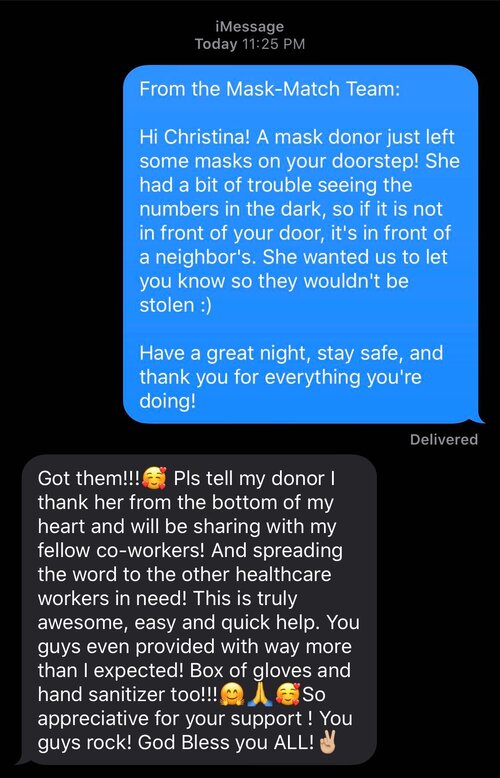 iMessage
Today 11:25 PM
From the Mask-Match Team:
Hi Christina! A mask donor just left
some masks on your doorstep! She
had a bit of trouble seeing the
numbers in the dark, so if it is not
in front of your door, it's in front of
a neighbor's. She wanted us to let
you know so they wouldn't be
stolen :)
Have a great night, stay safe, and
thank you for everything you're
doing!
Delivered
Got them!!!🥰 Pls tell my donor I
thank her from the bottom of my
heart and will be sharing with my
fellow co-workers! And spreading
the word to the other healthcare
workers in need! This is truly
awesome, easy and quick help. You
guys even provided with way more
than I expected! Box of gloves and
hand sanitizer too!!!🤗🙏🥰So
appreciative for your support ! You
guys rock! God Bless you ALL!✌🏼